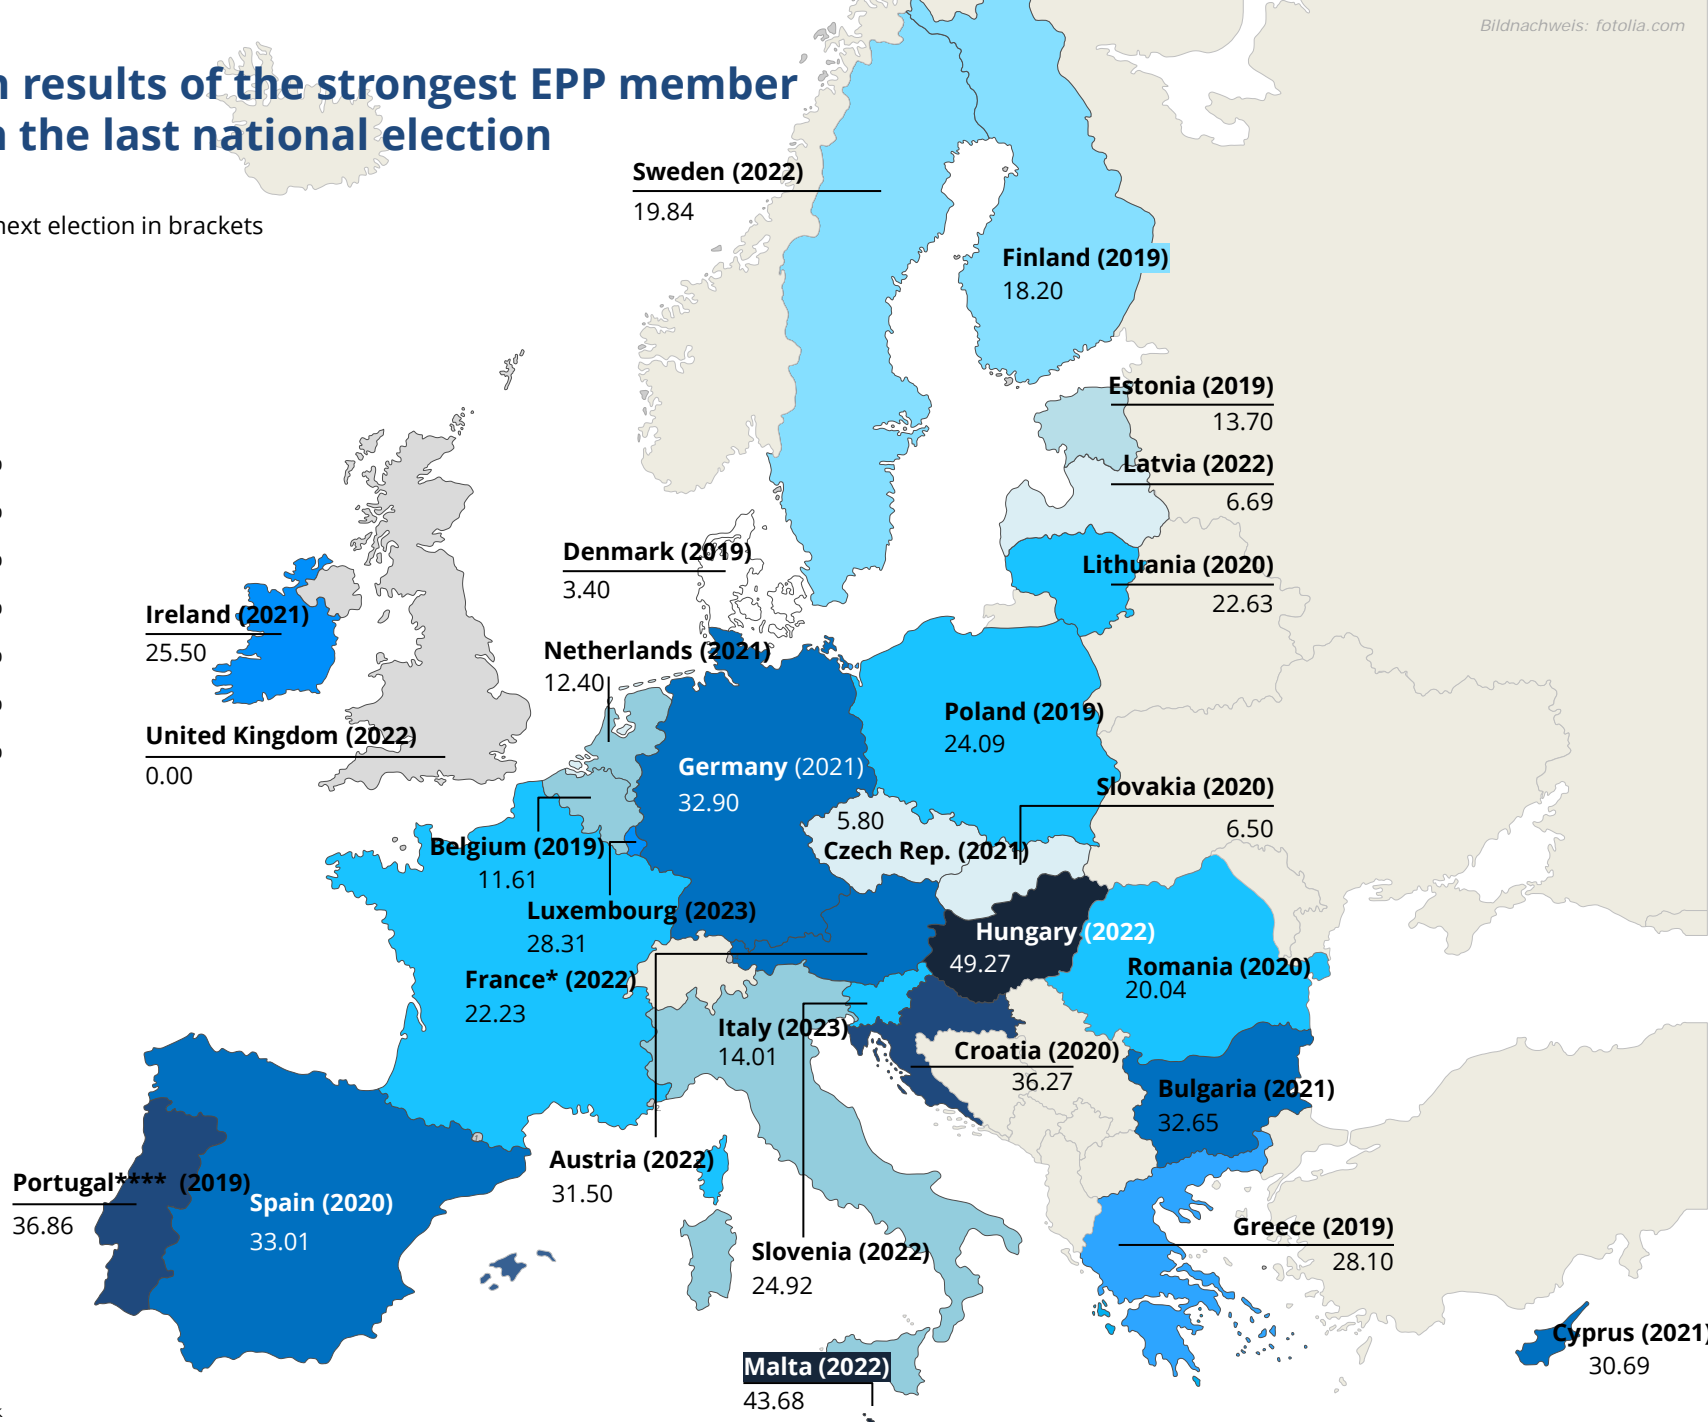 Bildnachweis: fotolia.com
results of the strongest EPP member
the last national election
next election in brackets
Sweden (2022)
19.84
Finland (2019)
18.20
Estonia (2019)
13.70
Latvia (2022)
6.69
Denmark (2019)
3.40
Lithuania (2020)
22.63
Ireland (2021)
25.50
Netherlands (2021)
12.40
United Kingdom (2022)
0.00
Poland (2019)
24.09
Germany (2021)
32.90
Slovakia (2020)
6.50
5.80
Czech Rep. (2021)
Belgium (2019)
11.61
Luxembourg (2023)
28.31
Hungary (2022)
49.27
France* (2022)
22.23
Romania (2020)
20.04
Italy (2023)
14.01
Croatia (2020)
36.27
Bulgaria (2021)
32.65
Austria (2022)
31.50
Portugal**** (2019)
36.86
Spain (2020)
33.01
Slovenia (2022)
24.92
Greece (2019)
28.10
Cyprus (2021)
30.69
Malta (2022)
43.68